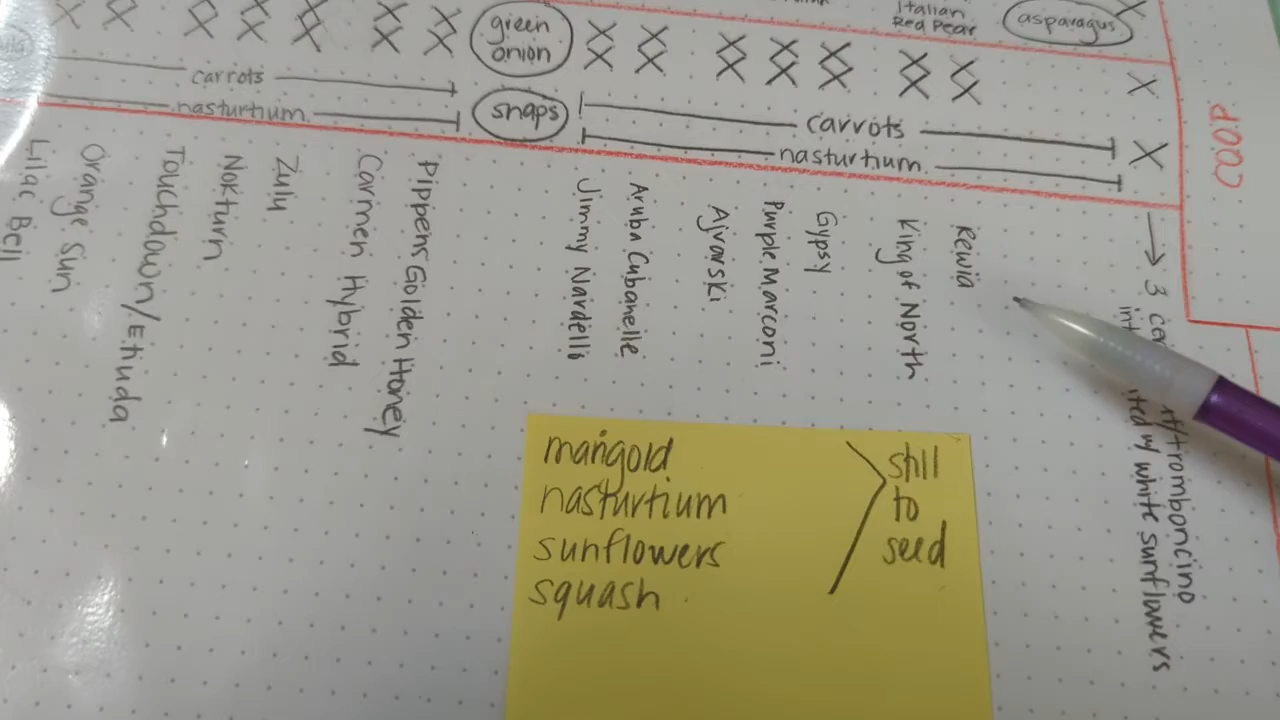 Italian
Red Pear
asparagus
green
onion
carrots
nasturtium
snaps
carrots
nasturtium
COOP
Lilac Bell
Orange Sun
Touchdown/Etiuda
Nokturn
Zulu
Carmen Hybrid
Pippens Golden Honey
Jimmy Nardello
Aruba Cubanelle
Ajvarski
Purple Marconi
Gypsy
King of North
Rewia
3
tromboncino
w/ white sunflowers
marigold
nasturtium
sunflowers
squash
still
to
seed